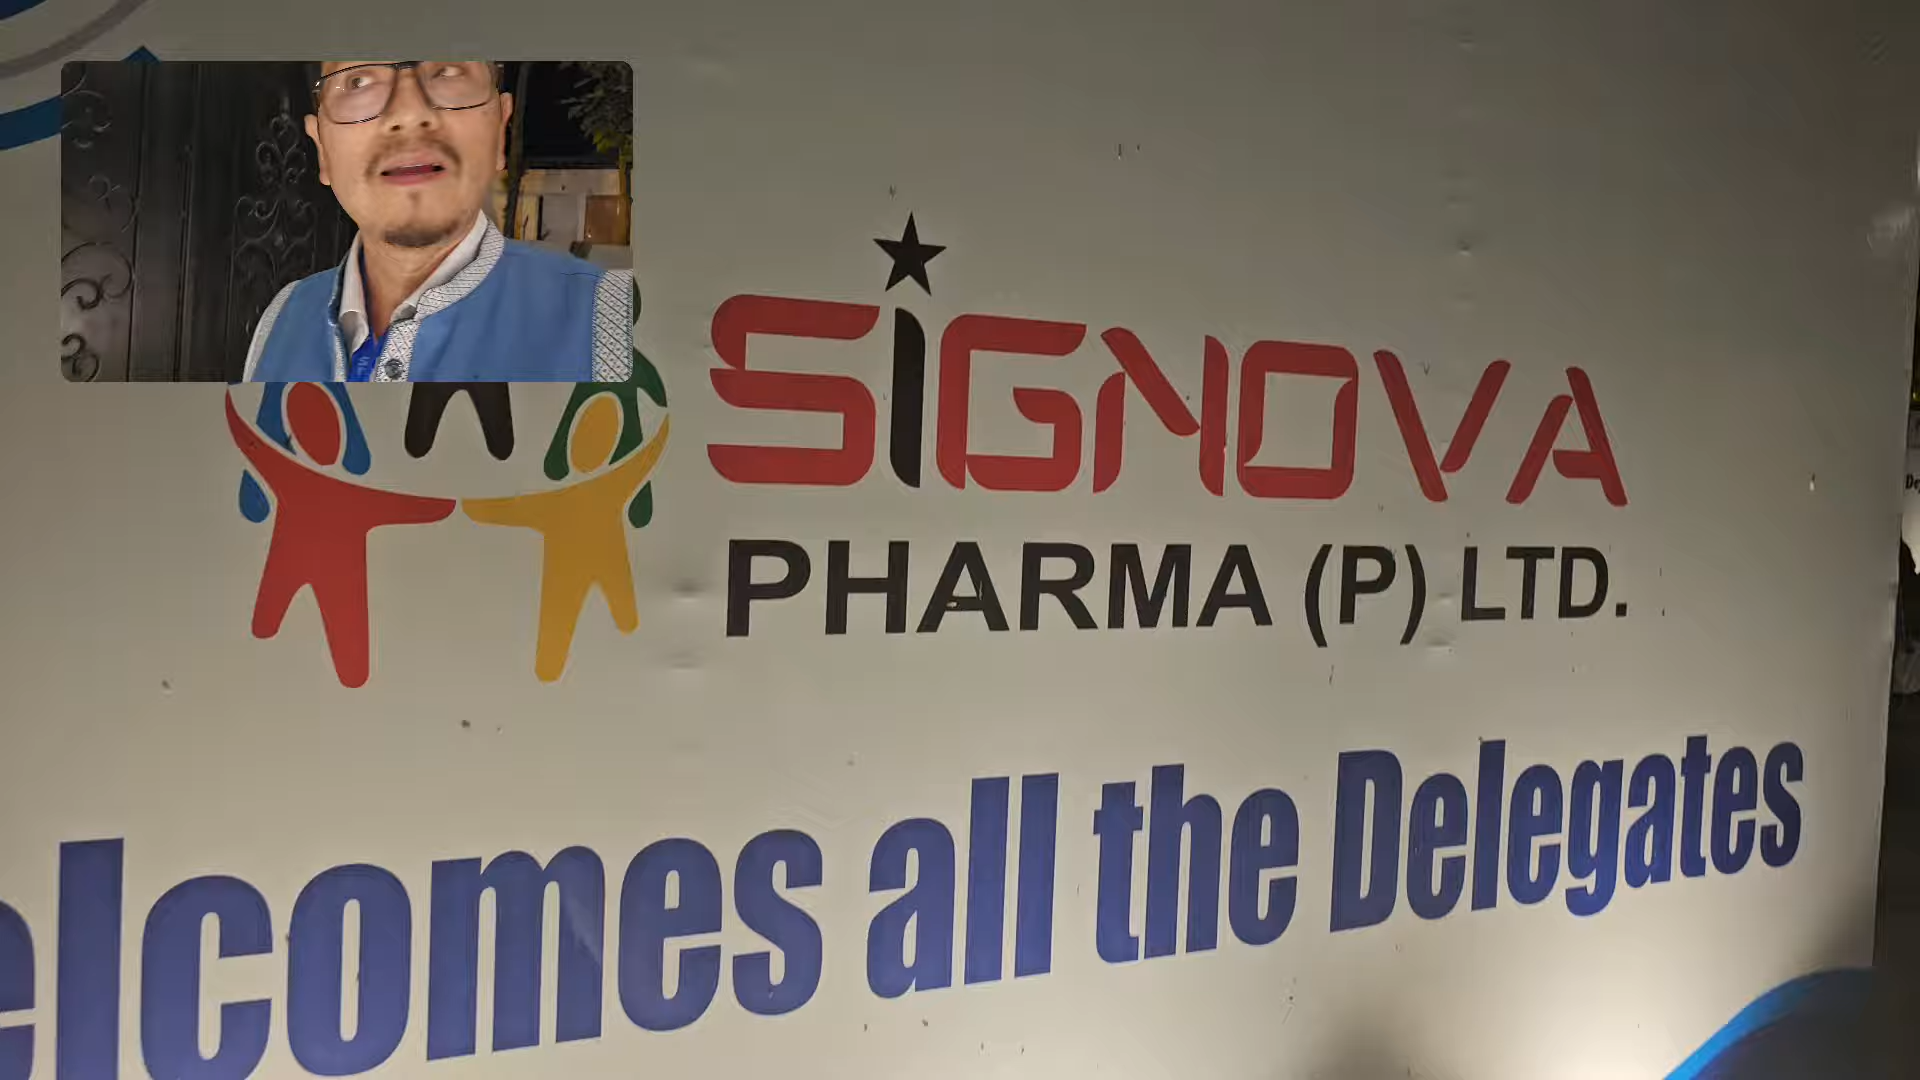 SIGNOVA
PHARMA (P) LTD.
elcomes all the Delegates